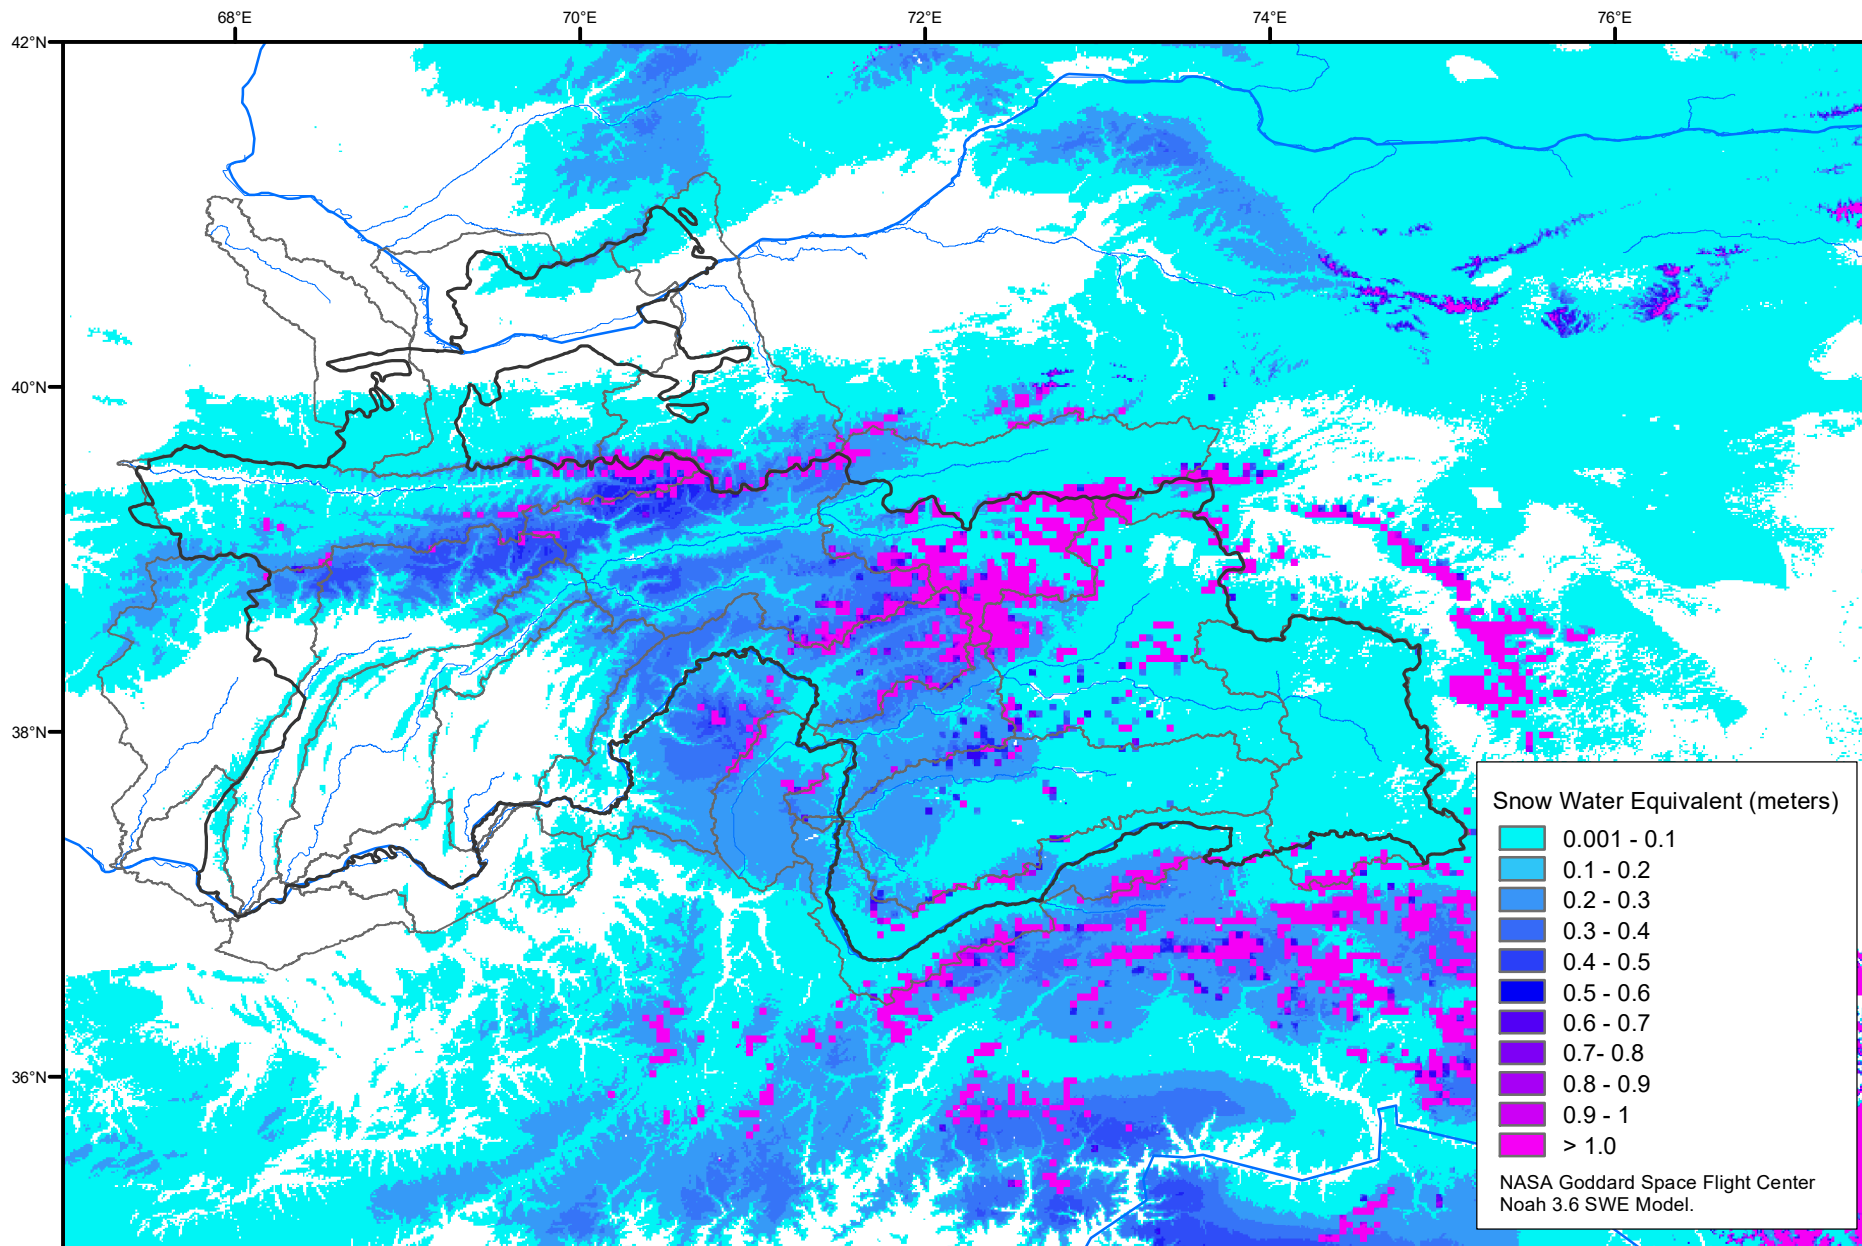 68°E 70°E 72°E 74°E 76°E
42°N
40°N
38°N
36°N
Snow Water Equivalent (meters)
0.001 - 0.1
0.1 - 0.2
0.2 - 0.3
0.3 - 0.4
0.4 - 0.5
0.5 - 0.6
0.6 - 0.7
0.7- 0.8
0.8 - 0.9
0.9 - 1
> 1.0
NASA Goddard Space Flight Center
Noah 3.6 SWE Model.